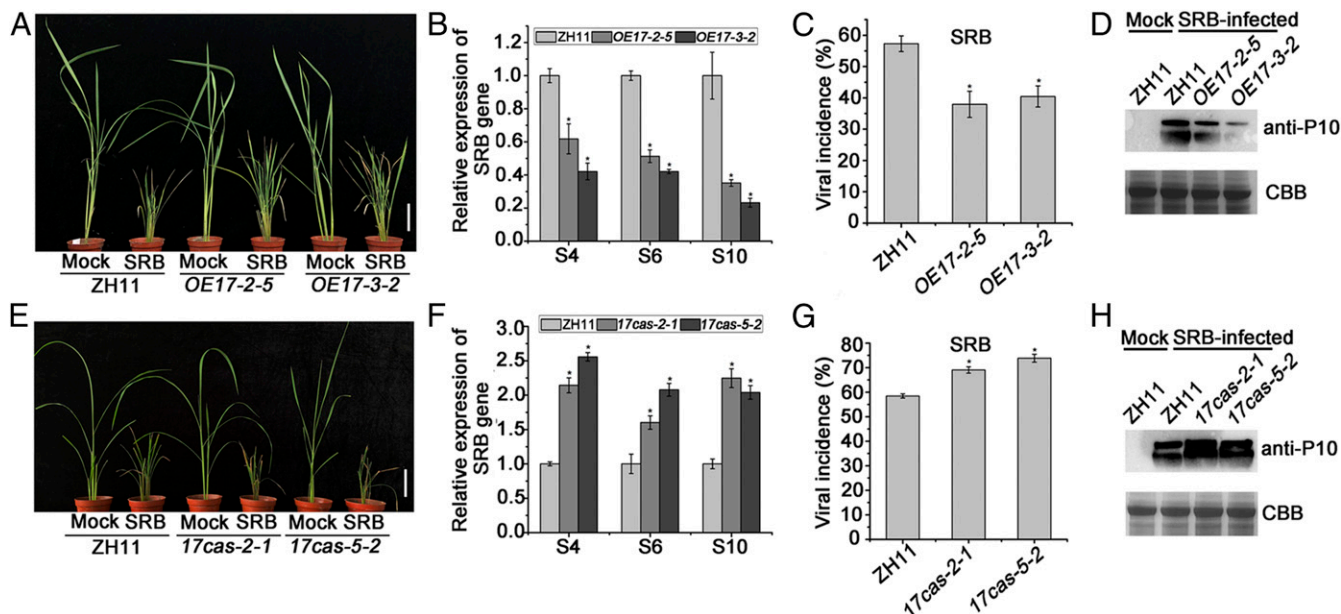 A
Mock SRB Mock SRB Mock SRB
ZH11 OE17-2-5 OE17-3-2
B
Relative expression of
SRB gene
ZH11 OE17-2-5 OE17-3-2
1.2
1.0
0.8
0.6
0.4
0.2
0.0
* * * * * *
S4 S6 S10
C
Viral incidence (%)
SRB
60
50
40
30
20
10
0
* *
ZH11 OE17-2-5 OE17-3-2
D
Mock SRB-infected
ZH11 ZH11 OE17-2-5 OE17-3-2
anti-P10
CBB
E
Mock SRB Mock SRB Mock SRB
ZH11 17cas-2-1 17cas-5-2
F
Relative expression of
SRB gene
ZH11 17cas-2-1 17cas-5-2
3.0
2.5
2.0
1.5
1.0
0.5
0.0
* * * * * *
S4 S6 S10
G
Viral incidence (%)
SRB
80
70
60
50
40
30
20
10
0
* *
ZH11 17cas-2-1 17cas-5-2
H
Mock SRB-infected
ZH11 ZH11 17cas-2-1 17cas-5-2
anti-P10
CBB